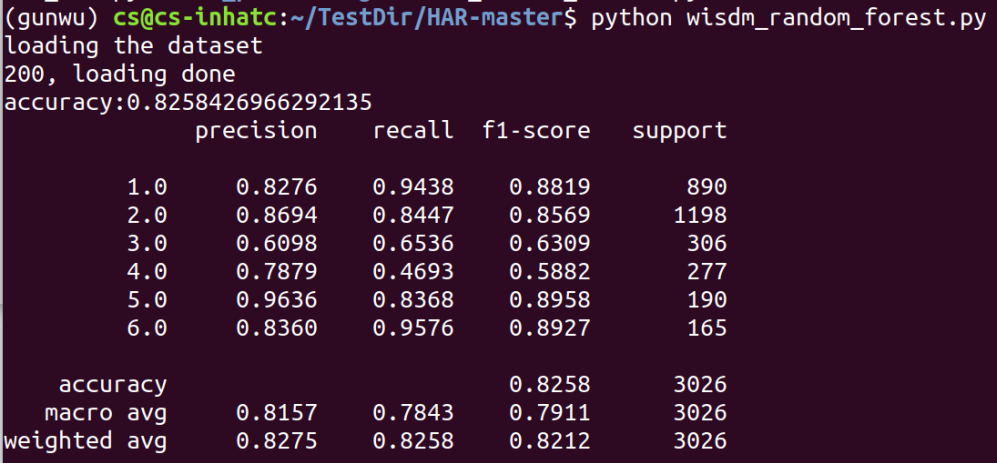 (gunwu) cs@cs-inhatc:~/TestDir/HAR-master$ python wisdm_random_forest.py
loading the dataset
200, loading done
accuracy:0.8258426966292135
              precision    recall  f1-score   support

         1.0     0.8276    0.9438    0.8819       890
         2.0     0.8694    0.8447    0.8569      1198
         3.0     0.6098    0.6536    0.6309       306
         4.0     0.7879    0.4693    0.5882       277
         5.0     0.9636    0.8368    0.8958       190
         6.0     0.8360    0.9576    0.8927       165

    accuracy                         0.8258      3026
   macro avg     0.8157    0.7843    0.7911      3026
weighted avg     0.8275    0.8258    0.8212      3026